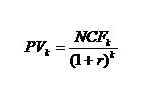 PV_k = NCF_k / (1 + r)^k